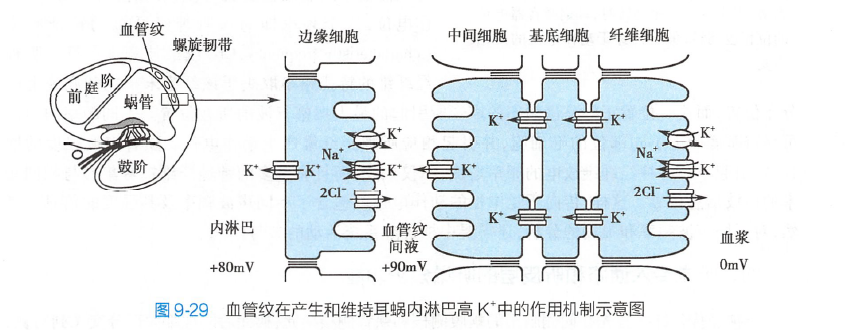 血管纹
螺旋韧带
前庭阶
蜗管
鼓阶
边缘细胞
中间细胞
基底细胞
纤维细胞
K⁺
K⁺
K⁺
Na⁺
K⁺
2Cl⁻
K⁺
K⁺
K⁺
K⁺
K⁺
K⁺
K⁺
Na⁺
K⁺
2Cl⁻
内淋巴
+80mV
血管纹
间液
+90mV
血浆
0mV
图 9-29 血管纹在产生和维持耳蜗内淋巴高 K⁺中的作用机制示意图